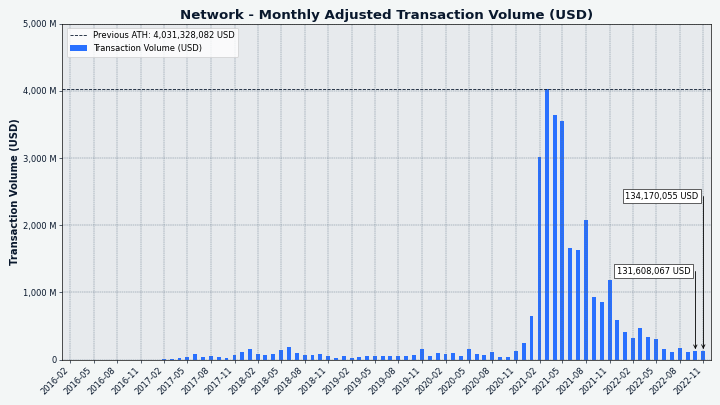 Network - Monthly Adjusted Transaction Volume (USD)
Previous ATH: 4,031,328,082 USD
Transaction Volume (USD)
Transaction Volume (USD)
5,000 M
4,000 M
3,000 M
2,000 M
1,000 M
0
134,170,055 USD
131,608,067 USD
2016-02
2016-05
2016-08
2016-11
2017-02
2017-05
2017-08
2017-11
2018-02
2018-05
2018-08
2018-11
2019-02
2019-05
2019-08
2019-11
2020-02
2020-05
2020-08
2020-11
2021-02
2021-05
2021-08
2021-11
2022-02
2022-05
2022-08
2022-11